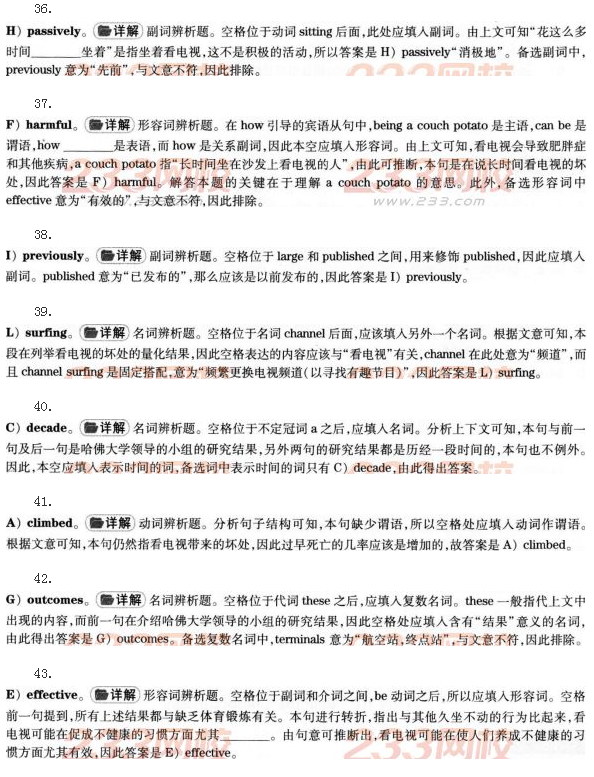 36.
H）passively。 详解 副词辨析题。空格位于动词 sitting 后面,此处应填入副词。由上文可知“花这么多
时间______坐着”是指坐着看电视,这不是积极的活动,所以答案是 H）passively“消极地”。备选副词中,
previously 意为“先前”,与文意不符,因此排除。
37.
F）harmful。 详解 形容词辨析题。在 how 引导的宾语从句中,being a couch potato 是主语,can be 是
谓语,how ______是表语,而 how 是关系副词,因此本空应填入形容词。由上文可知,看电视会导致肥胖症
和其他疾病,a couch potato 指“长时间坐在沙发上看电视的人”,由此可推断,本句是在说长时间看电视的坏
处,因此答案是 F）harmful。解答本题的关键在于理解 a couch potato 的意思。此外,备选形容词中
effective 意为“有效的”,与文意不符,因此排除。
www.233.com
38.
I）previously。 详解 副词辨析题。空格位于 large 和 published 之间,用来修饰 published,因此应填入
副词。published 意为“已发布的”,那么应该是以前发布的,因此答案是 I）previously。
39.
L）surfing。 详解 名词辨析题。空格位于名词 channel 后面,应该填入另外一个名词。根据文意可知,本
段在列举看电视的坏处的量化结果,因此空格表达的内容应该与“看电视”有关,channel 在此处意为“频道”,而
且 channel surfing 是固定搭配,意为“频繁更换电视频道(以寻找有趣节目)”,因此答案是 L）surfing。
40.
C）decade。 详解 名词辨析题。空格位于不定冠词 a 之后,应填入名词。分析上下文可知,本句与前一
句及后一句是哈佛大学领导的小组的研究结果,另外两句的研究结果都是历经一段时间的,本句也不例外。
因此,本空应填入表示时间的词,备选词中表示时间的词只有 C）decade,由此得出答案。
41.
A）climbed。 详解 动词辨析题。分析句子结构可知,本句缺少谓语,所以空格处应填入动词作谓语。
根据文意可知,本句仍然指看电视带来的坏处,因此过早死亡的几率应该是增加的,故答案是 A）climbed。
42.
G）outcomes。 详解 名词辨析题。空格位于代词 these 之后,应填入复数名词。these 一般指代上文中
出现的内容,而前一句在介绍哈佛大学领导的小组的研究结果,因此空格处应填入含有“结果”意义的名词,
由此得出答案是 G）outcomes。备选复数名词中,terminals 意为“航空站,终点站”,与文意不符,因此排除。
43.
E）effective。 详解 形容词辨析题。空格位于副词和介词之间,be 动词之后,所以应填入形容词。空格
前一句提到,所有上述结果都与缺乏体育锻炼有关。本句进行转折,指出与其他久坐不动的行为比起来,看
电视可能在促成不健康的习惯方面尤其______。由句意可推断出,看电视可能在使人们养成不健康的习
惯方面尤其有效,因此答案是 E）effective。